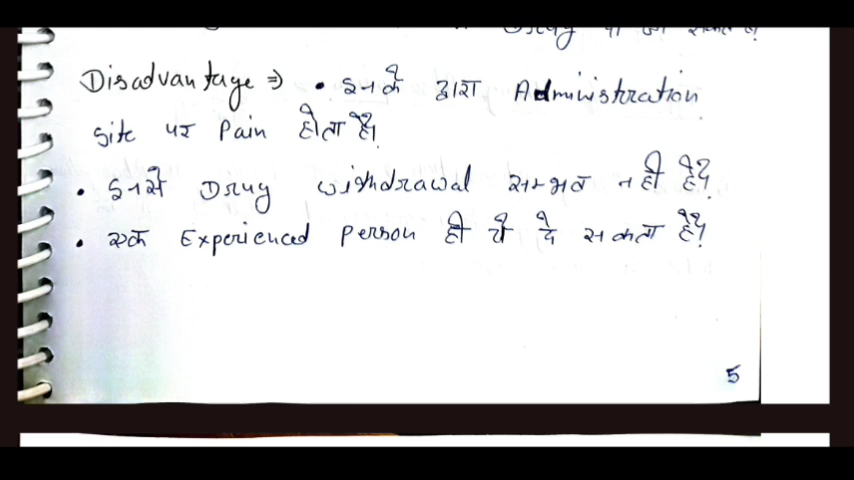 Disadvantage ⇒ • इनके द्वारा Administration
site पर Pain होता है।
• इनसे Drug withdrawal सम्भव नही है।
• एक Experienced Person ही ये दे सकता है।
5